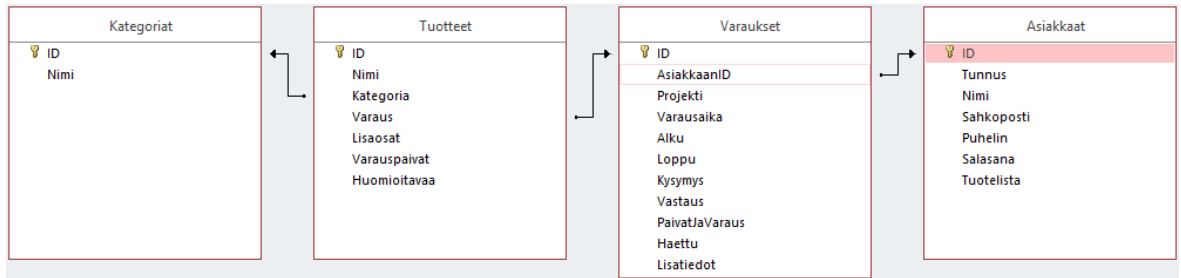 Kategoriat
ID
Nimi
Tuotteet
ID
Nimi
Kategoria
Varaus
Lisaosat
Varauspaivat
Huomioitavaa
Varaukset
ID
AsiakkaanID
Projekti
Varausaika
Alku
Loppu
Kysymys
Vastaus
PaivatJaVaraus
Haettu
Lisatiedot
Asiakkaat
ID
Tunnus
Nimi
Sahkoposti
Puhelin
Salasana
Tuotelista